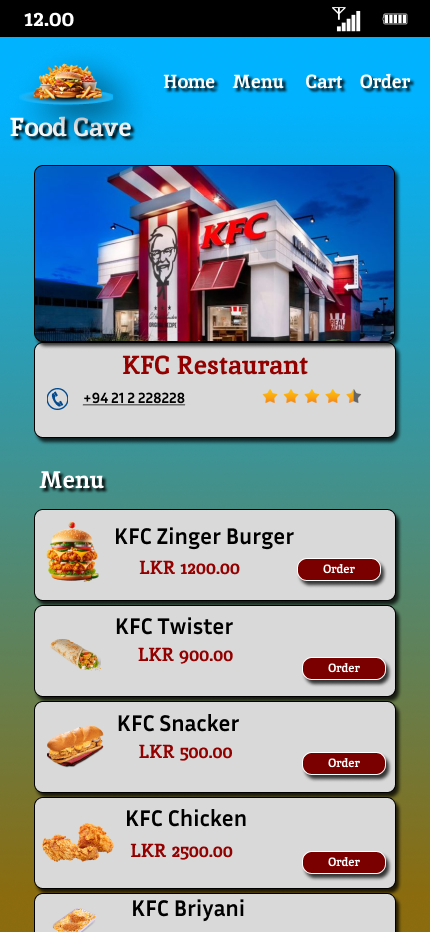 12.00
Home Menu Cart Order
Food Cave
KFC
KFC Restaurant
+94 21 2 228228
Menu
KFC Zinger Burger
LKR 1200.00
Order
KFC Twister
LKR 900.00
Order
KFC Snacker
LKR 500.00
Order
KFC Chicken
LKR 2500.00
Order
KFC Briyani